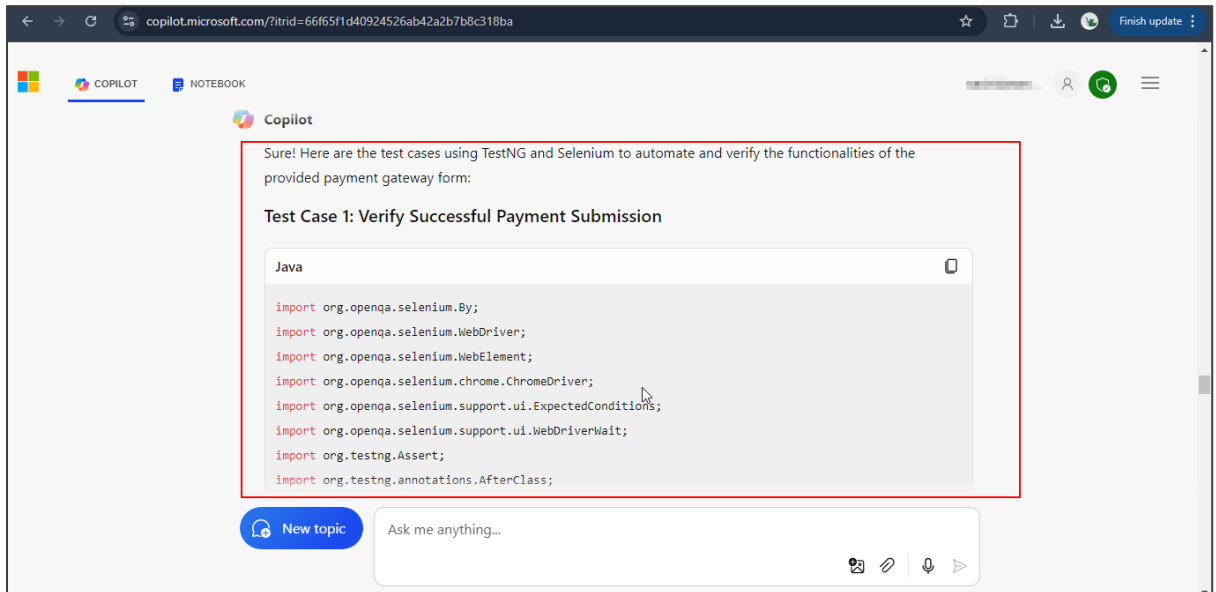 copilot.microsoft.com/?itrid=66f65f1d40924526ab42a2b7b8c318ba
Finish update
COPILOT
NOTEBOOK
Copilot
Sure! Here are the test cases using TestNG and Selenium to automate and verify the functionalities of the
provided payment gateway form:
Test Case 1: Verify Successful Payment Submission
Java
import org.openqa.selenium.By;
import org.openqa.selenium.WebDriver;
import org.openqa.selenium.WebElement;
import org.openqa.selenium.chrome.ChromeDriver;
import org.openqa.selenium.support.ui.ExpectedConditions;
import org.openqa.selenium.support.ui.WebDriverWait;
import org.testng.Assert;
import org.testng.annotations.AfterClass;
New topic
Ask me anything...